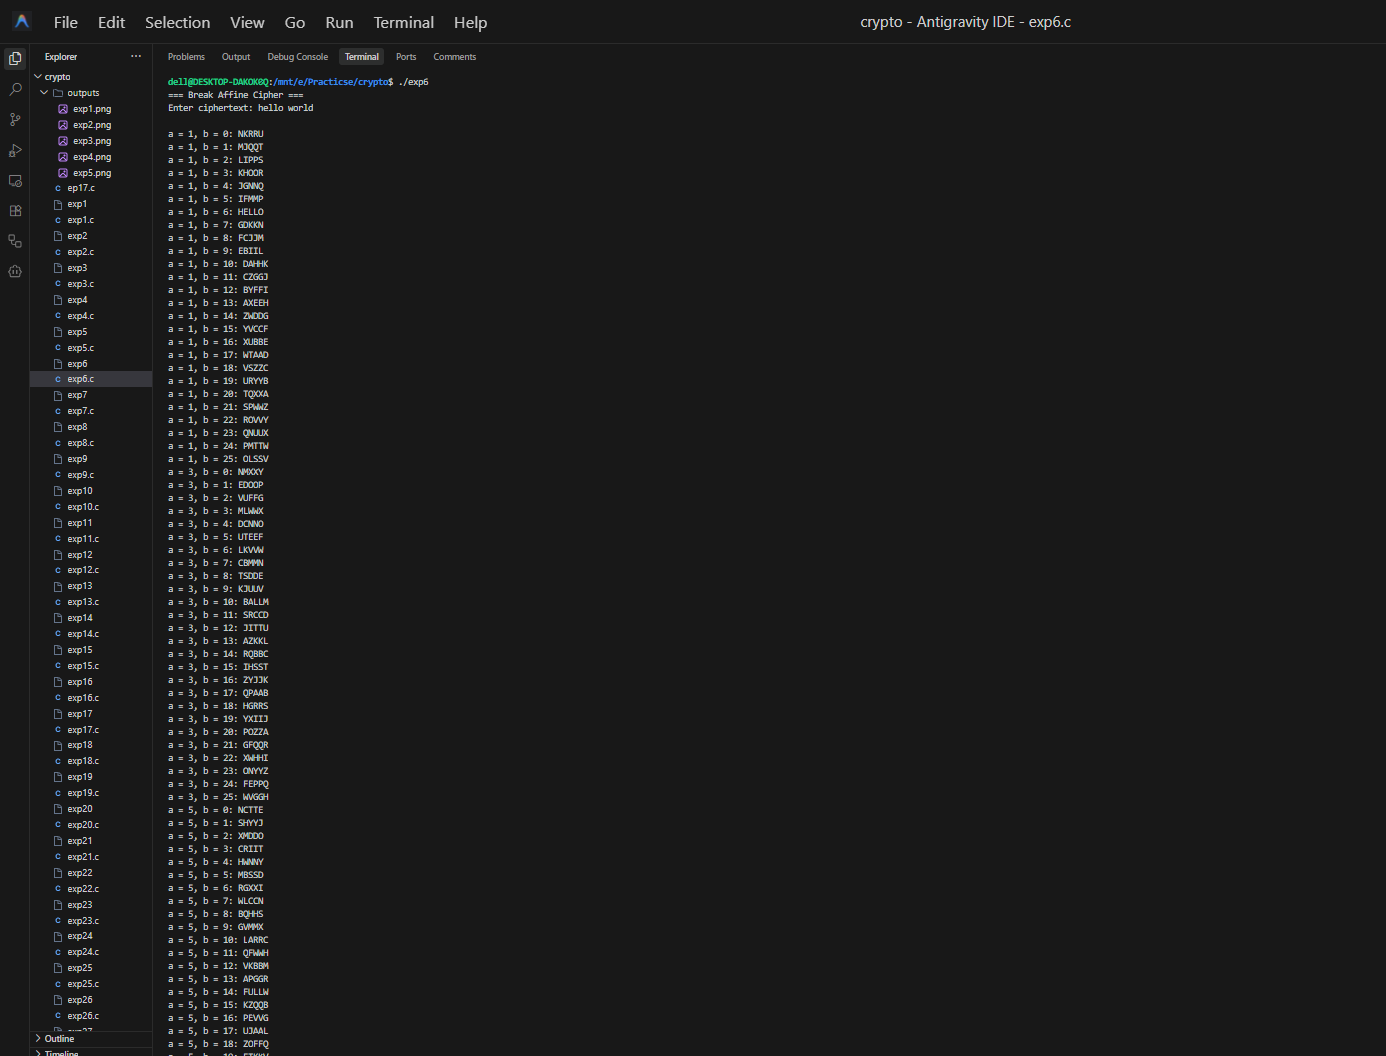 File Edit Selection View Go Run Terminal Help
crypto - Antigravity IDE - exp6.c
Explorer ...
Problems Output Debug Console Terminal Ports Comments
crypto
outputs
exp1.png
exp2.png
exp3.png
exp4.png
exp5.png
ep17.c
exp1
exp1.c
exp2
exp2.c
exp3
exp3.c
exp4
exp4.c
exp5
exp5.c
exp6
exp6.c
exp7
exp7.c
exp8
exp8.c
exp9
exp9.c
exp10
exp10.c
exp11
exp11.c
exp12
exp12.c
exp13
exp13.c
exp14
exp14.c
exp15
exp15.c
exp16
exp16.c
exp17
exp17.c
exp18
exp18.c
exp19
exp19.c
exp20
exp20.c
exp21
exp21.c
exp22
exp22.c
exp23
exp23.c
exp24
exp24.c
exp25
exp25.c
exp26
exp26.c
Outline
Timeline
dell@DESKTOP-DAKOK0Q:/mnt/e/Practicse/crypto$ ./exp6
=== Break Affine Cipher ===
Enter ciphertext: hello world
a = 1, b = 0: NKRRU
a = 1, b = 1: MJQQT
a = 1, b = 2: LIPPS
a = 1, b = 3: KHOOR
a = 1, b = 4: JGNNQ
a = 1, b = 5: IFMMP
a = 1, b = 6: HELLO
a = 1, b = 7: GDKKN
a = 1, b = 8: FCJJM
a = 1, b = 9: EBIIL
a = 1, b = 10: DAHHK
a = 1, b = 11: CZGGJ
a = 1, b = 12: BYFFI
a = 1, b = 13: AXEEH
a = 1, b = 14: ZWDDG
a = 1, b = 15: YVCCF
a = 1, b = 16: XUBBE
a = 1, b = 17: WTAAD
a = 1, b = 18: VSZZC
a = 1, b = 19: URYYB
a = 1, b = 20: TQXXA
a = 1, b = 21: SPWWZ
a = 1, b = 22: ROVVY
a = 1, b = 23: QNUUX
a = 1, b = 24: PMTTW
a = 1, b = 25: OLSSV
a = 3, b = 0: NMXXY
a = 3, b = 1: EDOOP
a = 3, b = 2: VUFFG
a = 3, b = 3: MLWWX
a = 3, b = 4: DCNNO
a = 3, b = 5: UTEEF
a = 3, b = 6: LKVVW
a = 3, b = 7: CBMMN
a = 3, b = 8: TSDDE
a = 3, b = 9: KJUUV
a = 3, b = 10: BALLM
a = 3, b = 11: SRCCD
a = 3, b = 12: JITTU
a = 3, b = 13: AZKKL
a = 3, b = 14: RQBBC
a = 3, b = 15: IHSST
a = 3, b = 16: ZYJJK
a = 3, b = 17: QPAAB
a = 3, b = 18: HGRRS
a = 3, b = 19: YXIIJ
a = 3, b = 20: POZZA
a = 3, b = 21: GFQQR
a = 3, b = 22: XWHHI
a = 3, b = 23: ONYYZ
a = 3, b = 24: FEPPQ
a = 3, b = 25: WVGGH
a = 5, b = 0: NCTTE
a = 5, b = 1: SHYYJ
a = 5, b = 2: XMDDO
a = 5, b = 3: CRIIT
a = 5, b = 4: HWNNY
a = 5, b = 5: MBSSD
a = 5, b = 6: RGXXI
a = 5, b = 7: WLCCN
a = 5, b = 8: BQHHS
a = 5, b = 9: GVMMX
a = 5, b = 10: LARRC
a = 5, b = 11: QFWWH
a = 5, b = 12: VKBBM
a = 5, b = 13: APGGR
a = 5, b = 14: FULLW
a = 5, b = 15: KZQQB
a = 5, b = 16: PEVVG
a = 5, b = 17: UJAAL
a = 5, b = 18: ZOFFQ